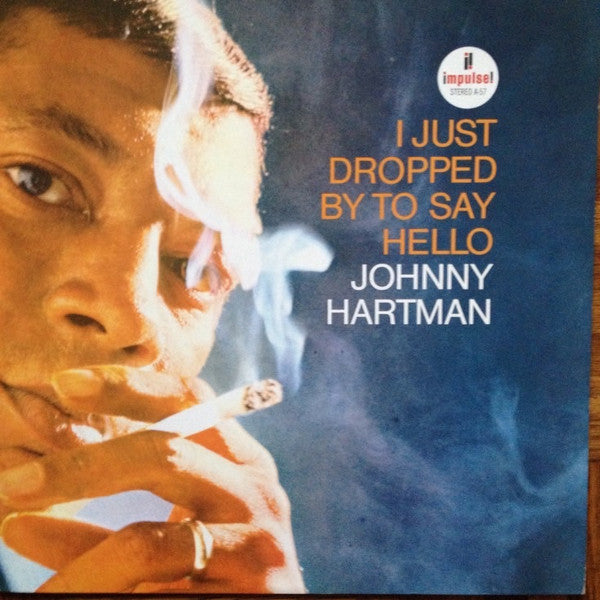 impulse!
STEREO A-57
I JUST
DROPPED
BY TO SAY
HELLO
JOHNNY
HARTMAN